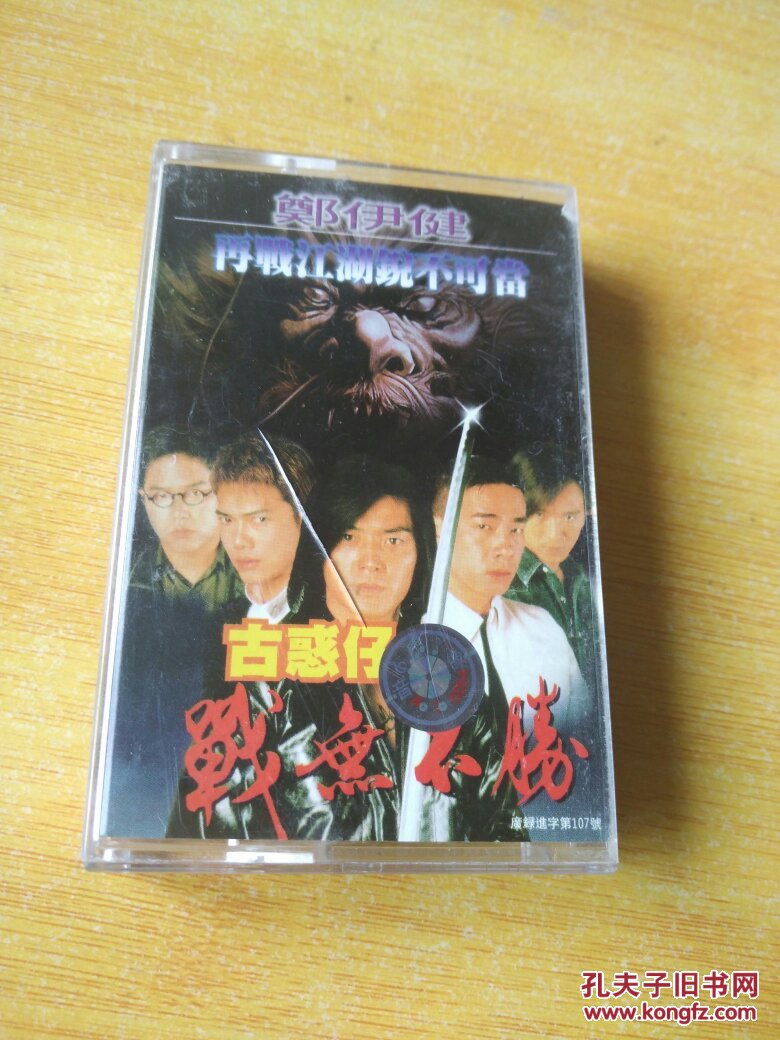 鄭伊健
再戰江湖銳不可當
古惑仔
戰無不勝
廣録進字第107號
孔夫子旧书网
www.kongfz.com